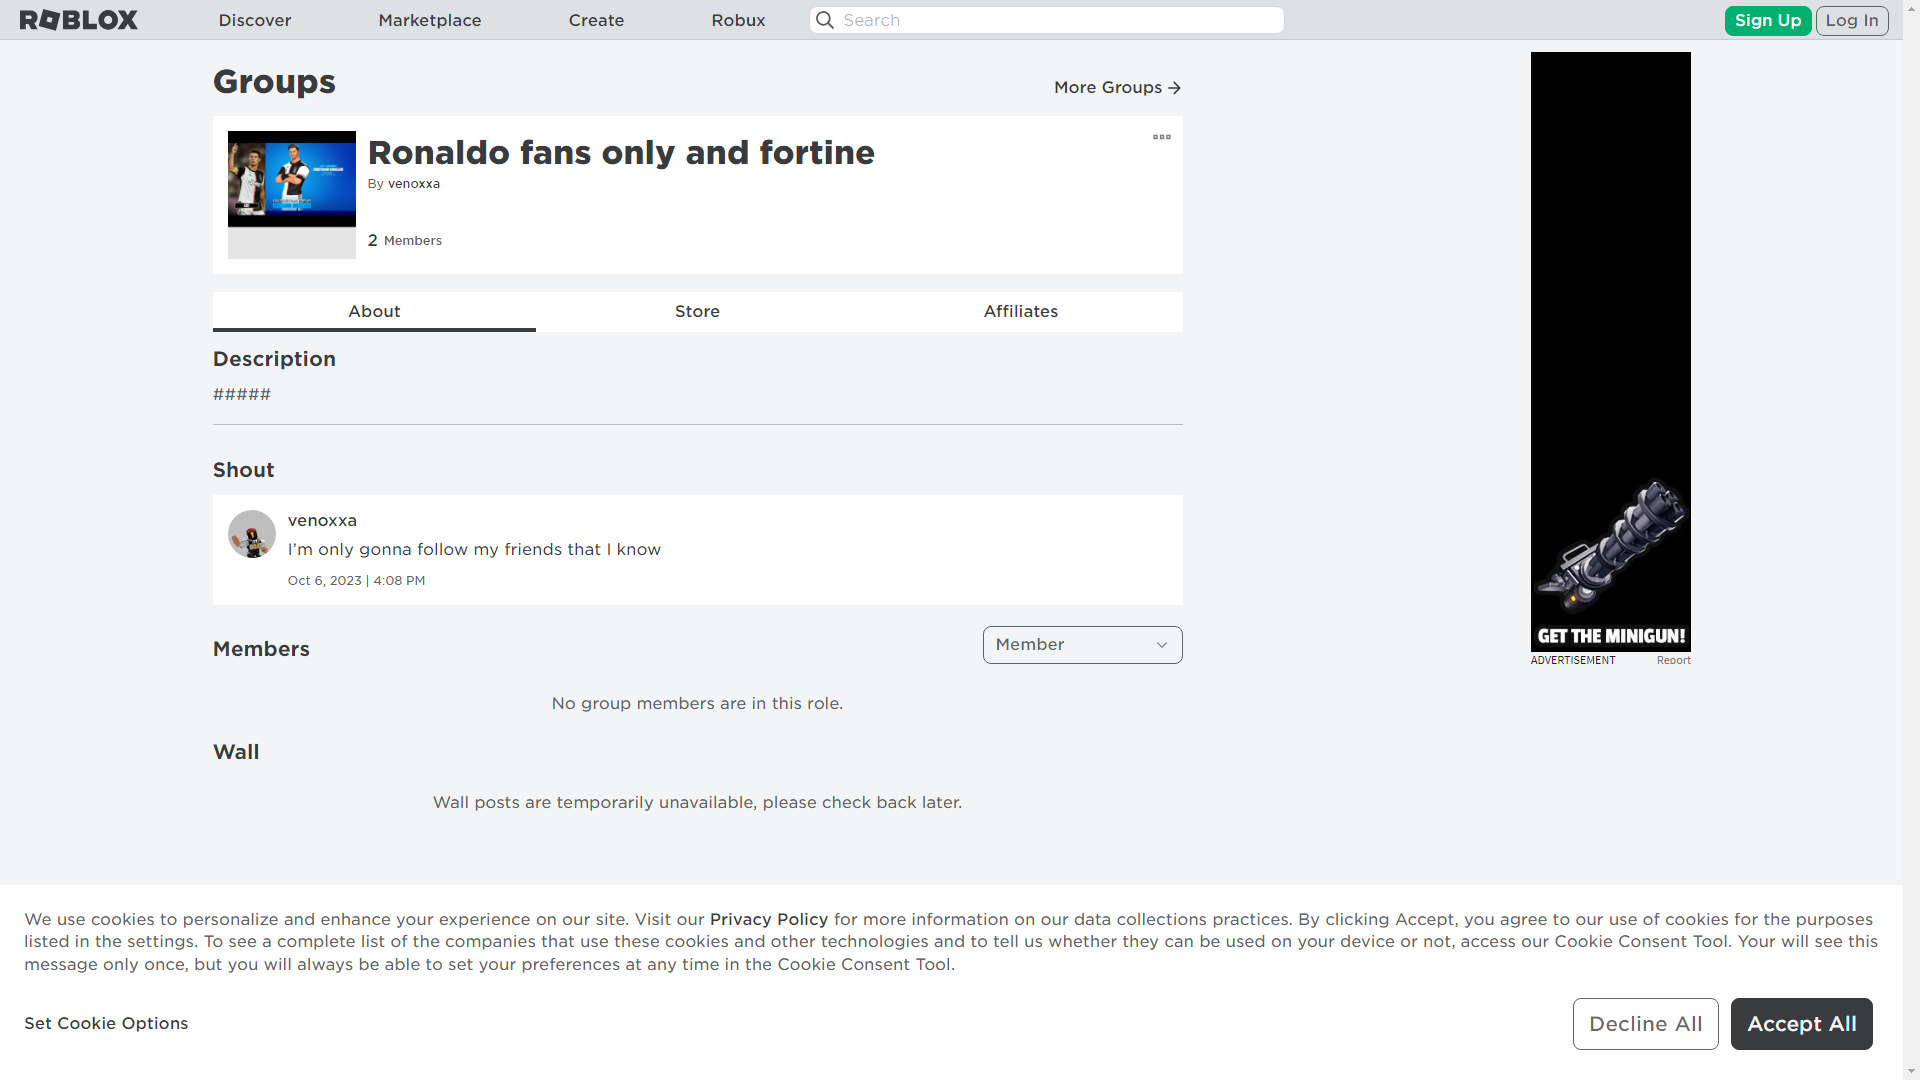 ROBLOX
Discover
Marketplace
Create
Robux
Search
Sign Up
Log In
Groups
More Groups
Ronaldo fans only and fortine
By venoxxa
2 Members
About
Store
Affiliates
Description
#####
Shout
venoxxa
I’m only gonna follow my friends that I know
Oct 6, 2023 | 4:08 PM
Members
Member
No group members are in this role.
Wall
Wall posts are temporarily unavailable, please check back later.
GET THE MINIGUN!
ADVERTISEMENT
Report
We use cookies to personalize and enhance your experience on our site. Visit our Privacy Policy for more information on our data collections practices. By clicking Accept, you agree to our use of cookies for the purposes
listed in the settings. To see a complete list of the companies that use these cookies and other technologies and to tell us whether they can be used on your device or not, access our Cookie Consent Tool. Your will see this
message only once, but you will always be able to set your preferences at any time in the Cookie Consent Tool.
Set Cookie Options
Decline All
Accept All